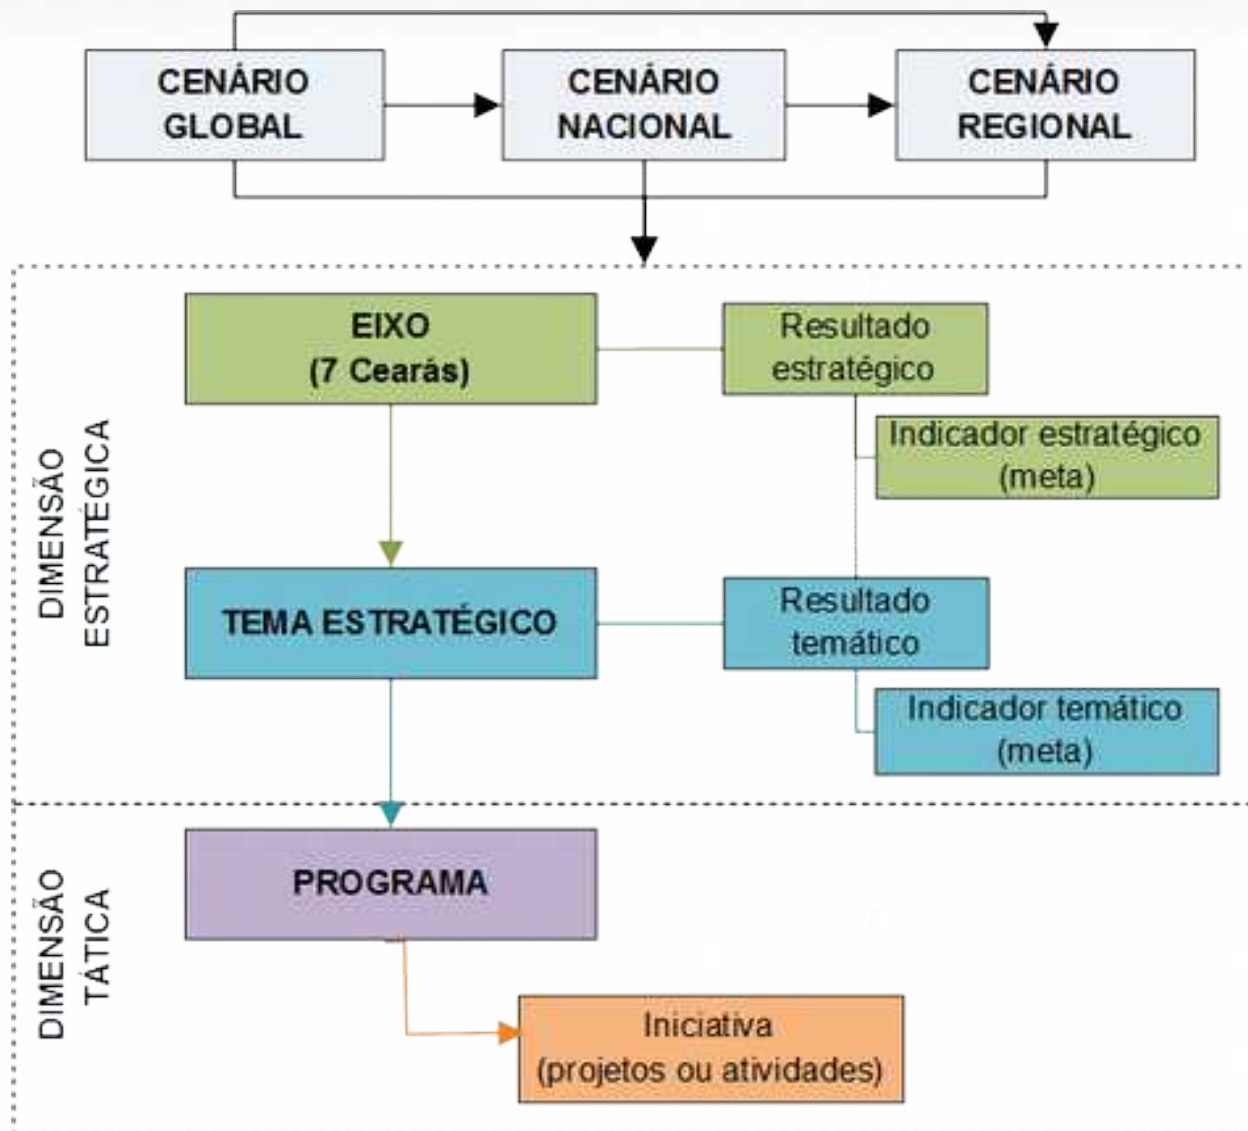 CENÁRIO
GLOBAL
CENÁRIO
NACIONAL
CENÁRIO
REGIONAL
DIMENSÃO
ESTRATÉGICA
EIXO
(7 Cearás)
Resultado
estratégico
Indicador estratégico
(meta)
TEMA ESTRATÉGICO
Resultado
temático
Indicador temático
(meta)
DIMENSÃO
TÁTICA
PROGRAMA
Iniciativa
(projetos ou atividades)